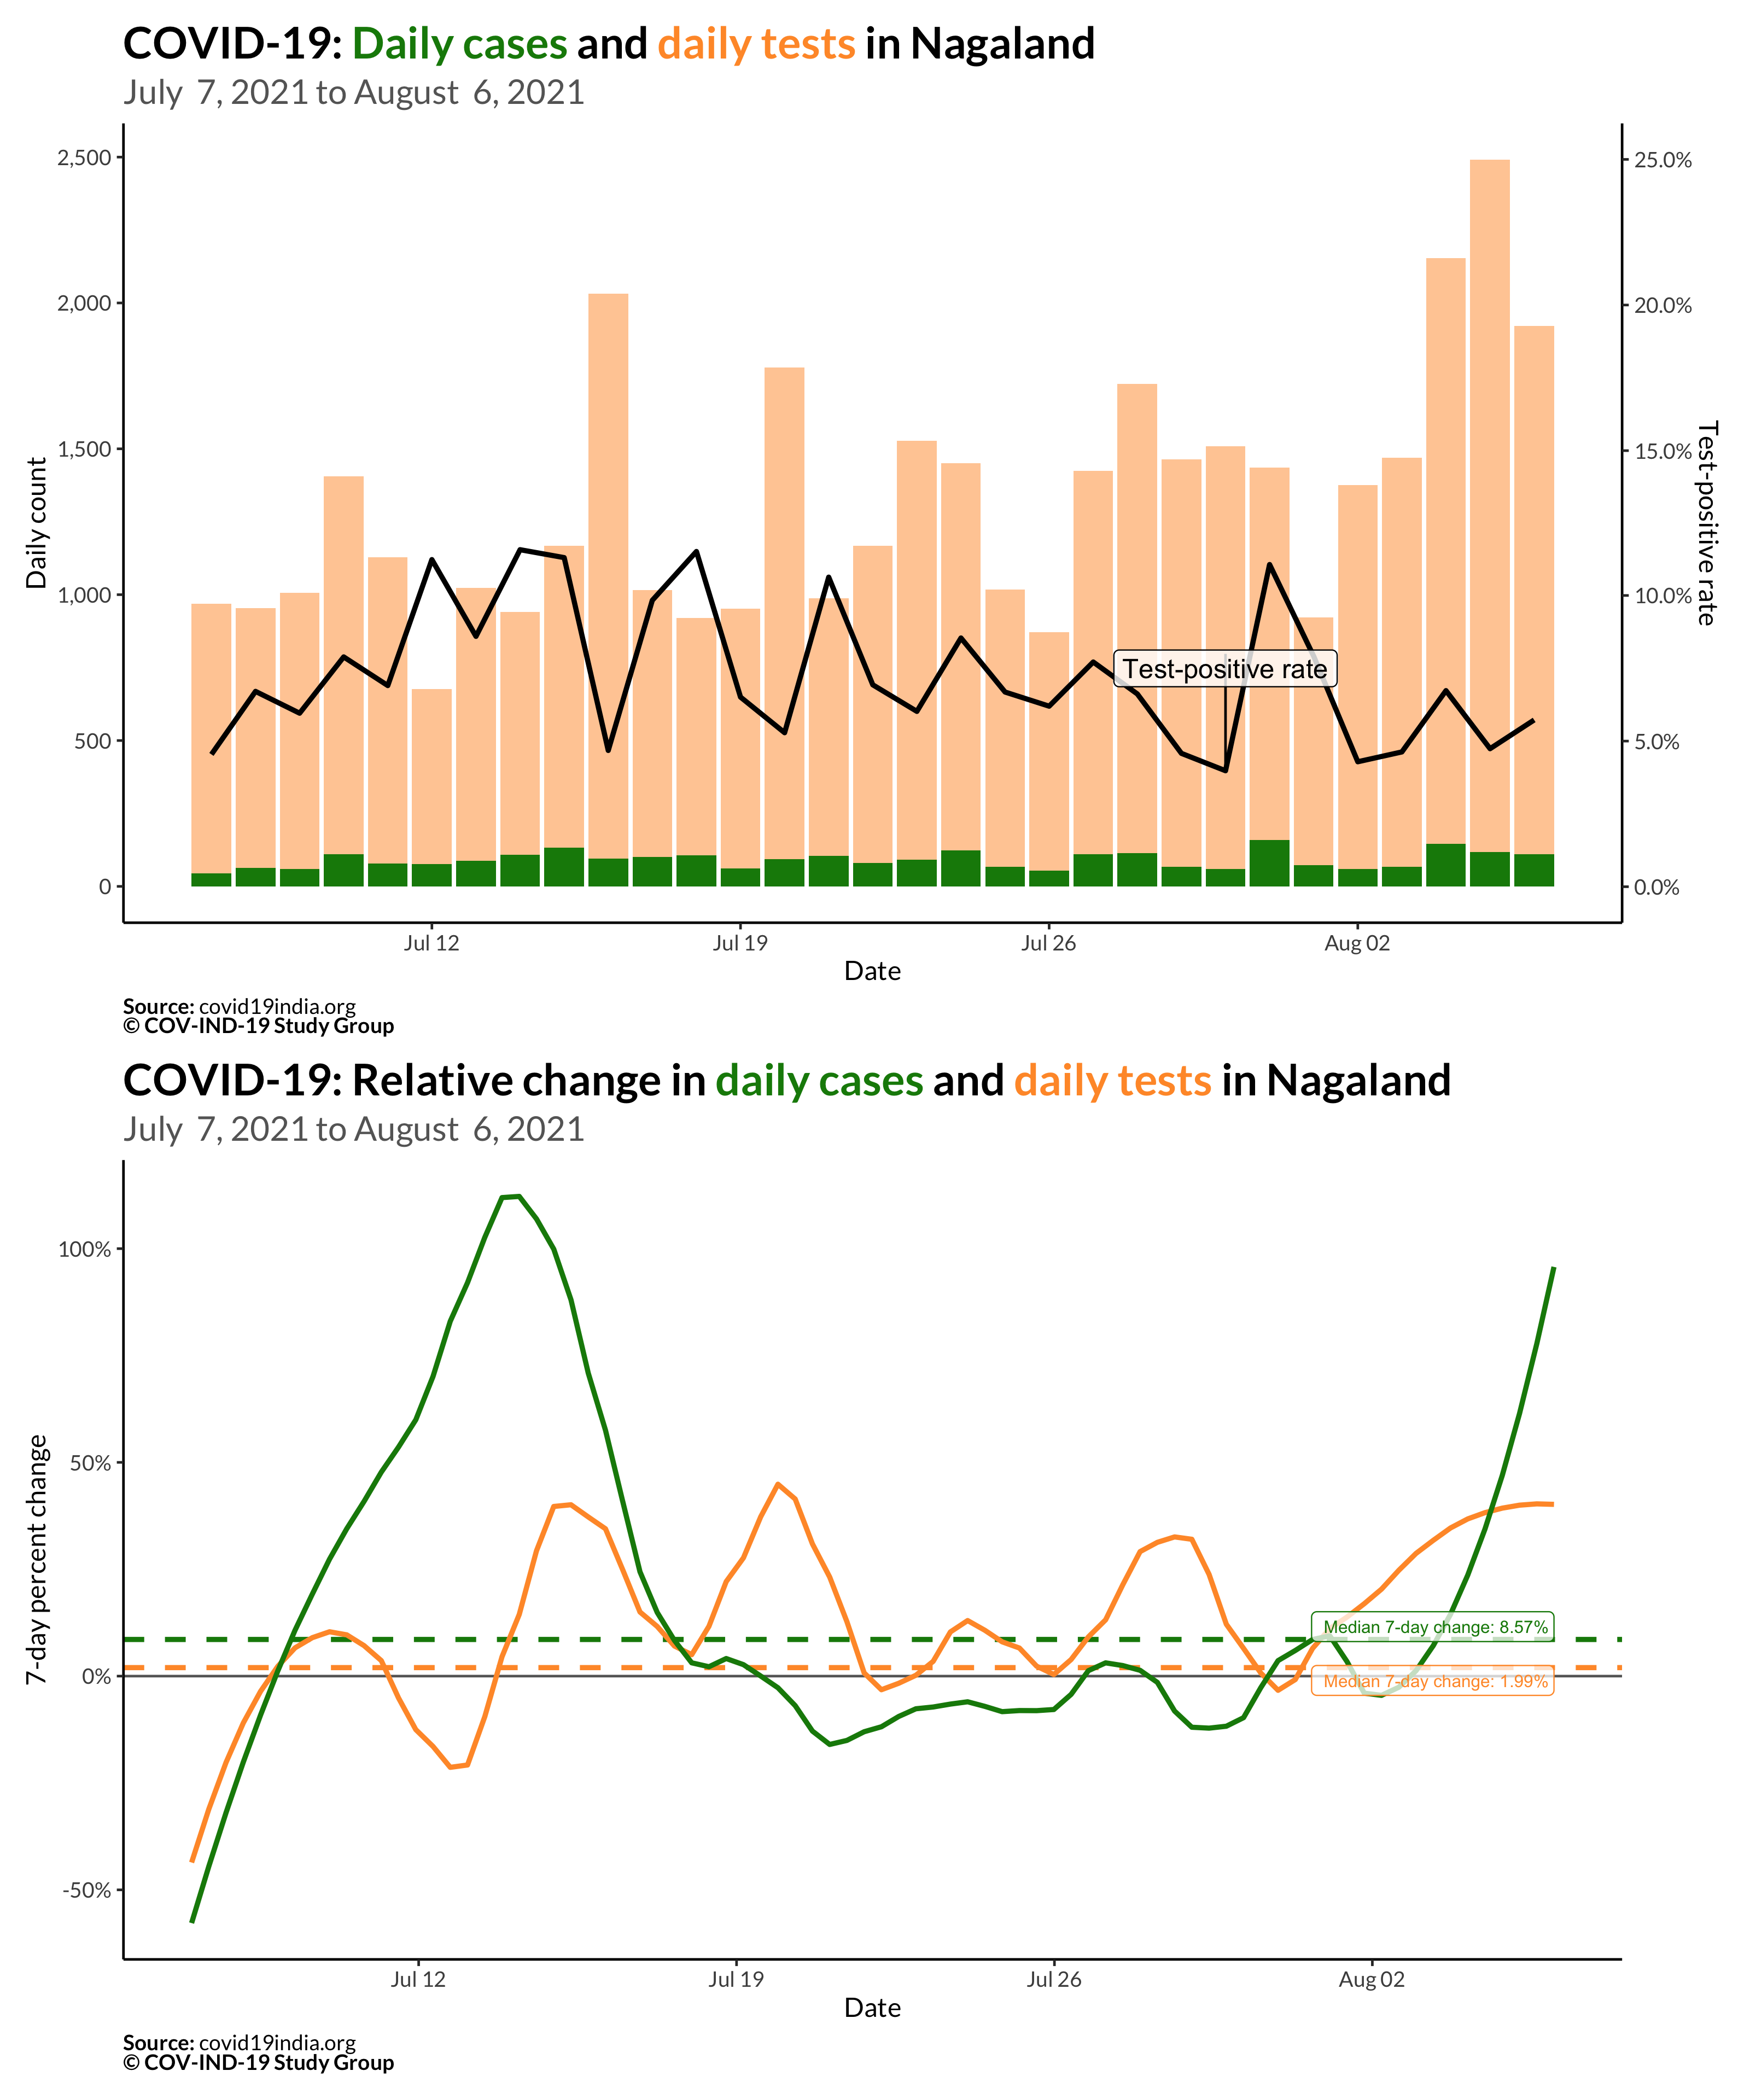 COVID-19: Daily cases and daily tests in Nagaland
July 7, 2021 to August 6, 2021
Daily count
2,500
2,000
1,500
1,000
500
0
25.0%
20.0%
15.0%
10.0%
5.0%
0.0%
Test-positive rate
Test-positive rate
Jul 12
Jul 19
Jul 26
Aug 02
Date
Source: covid19india.org
© COV-IND-19 Study Group
COVID-19: Relative change in daily cases and daily tests in Nagaland
July 7, 2021 to August 6, 2021
7-day percent change
100%
50%
0%
-50%
Median 7-day change: 8.57%
Median 7-day change: 1.99%
Jul 12
Jul 19
Jul 26
Aug 02
Date
Source: covid19india.org
© COV-IND-19 Study Group